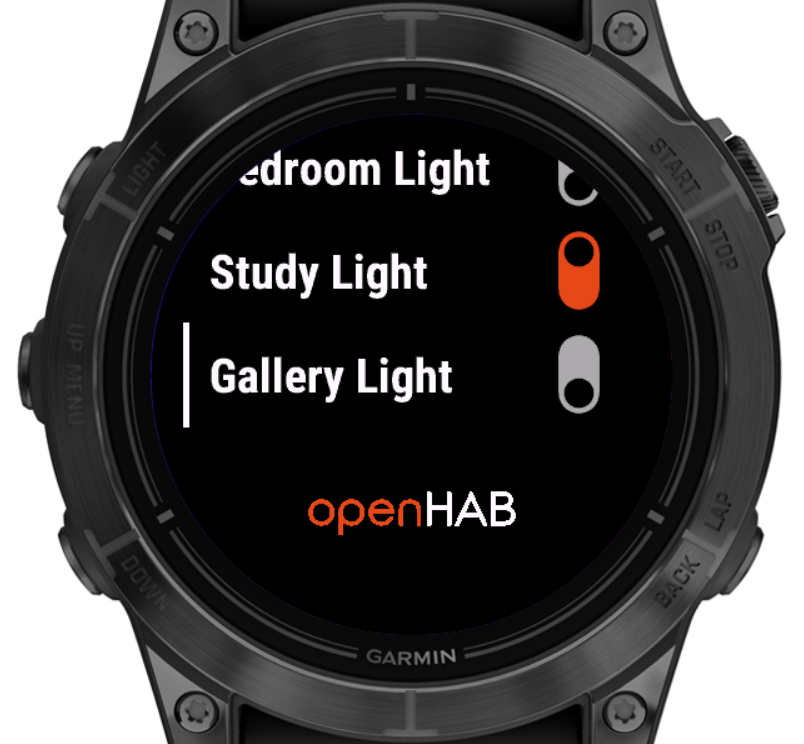 edroom Light
Study Light
Gallery Light
openHAB
LIGHT
UP MENU
DOWN
START
STOP
LAP
BACK
GARMIN